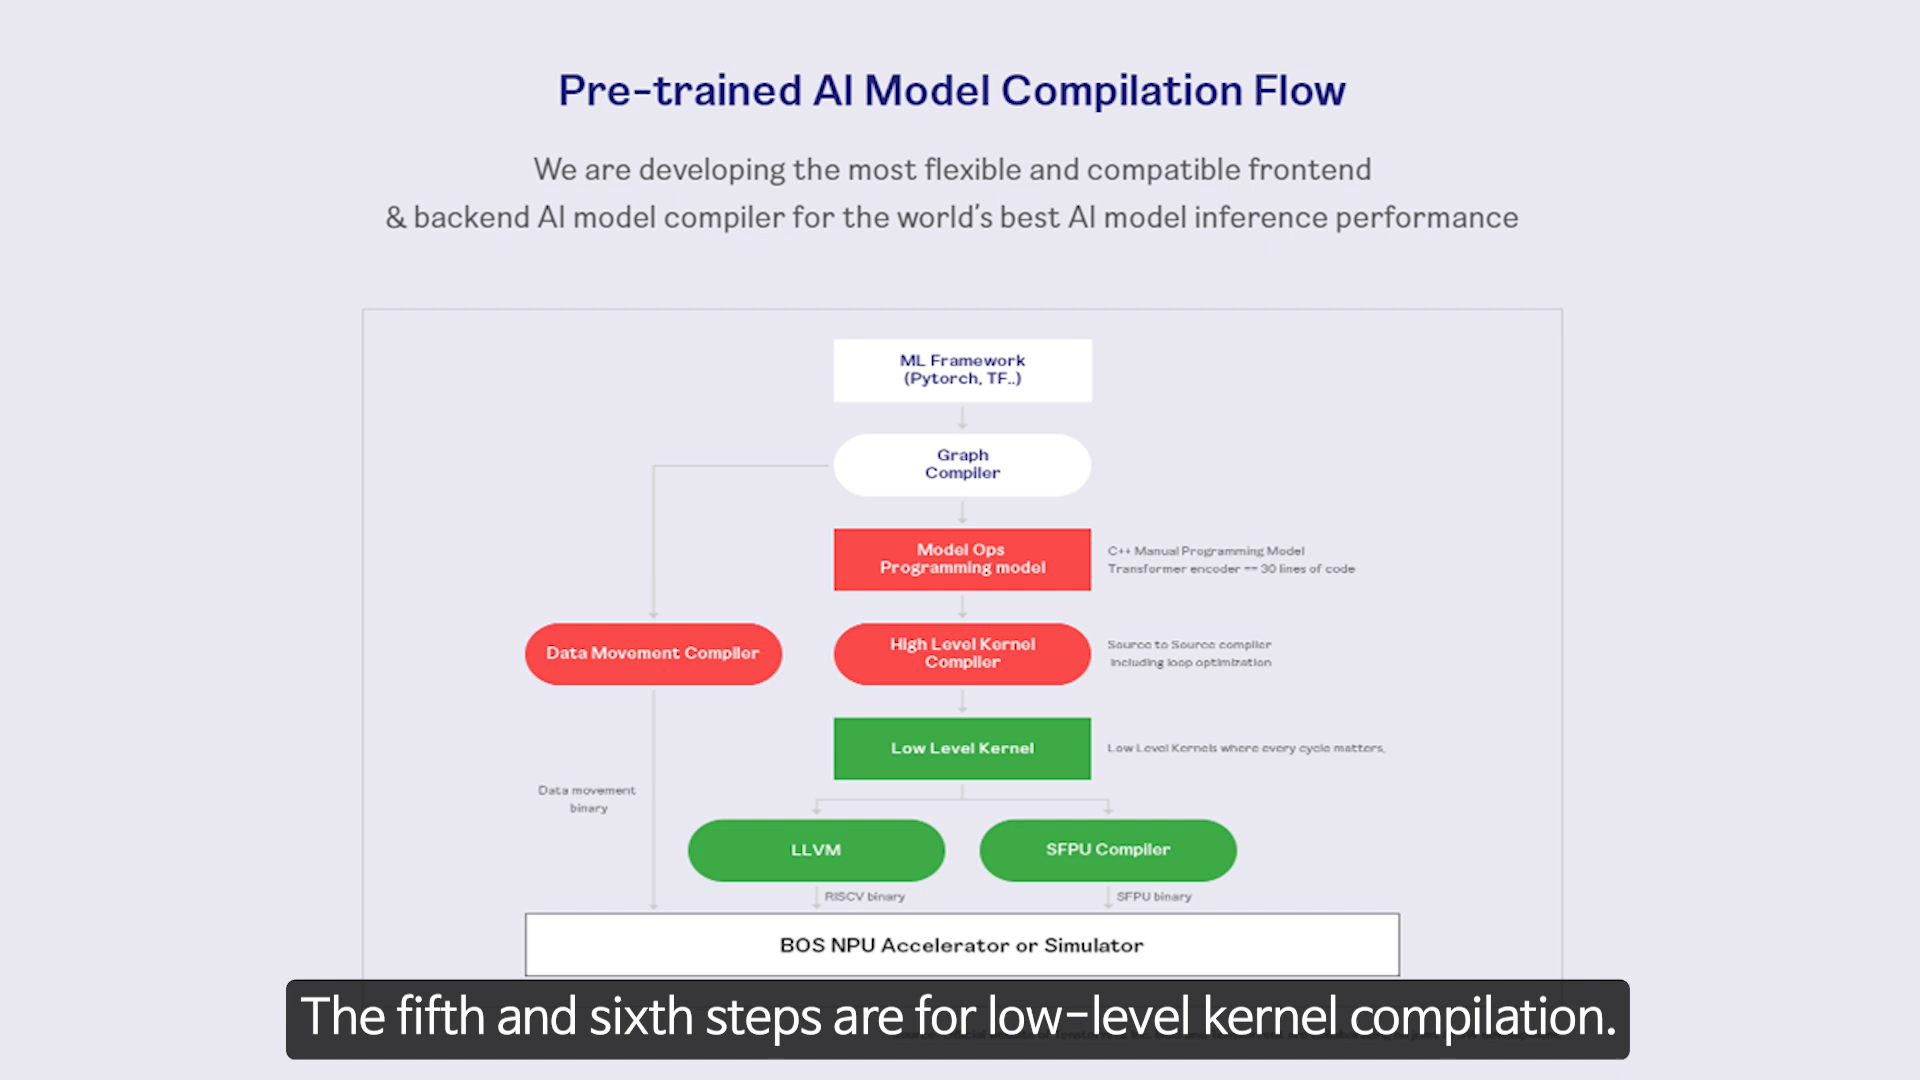 Pre-trained AI Model Compilation Flow
We are developing the most flexible and compatible frontend
& backend AI model compiler for the world's best AI model inference performance
ML Framework
(Pytorch, TF..)
Graph
Compiler
Model Ops
Programming model
C++ Manual Programming Model
Transformer encoder == 30 lines of code
Data Movement Compiler
High Level Kernel
Compiler
Source to Source compiler
including loop optimization
Low Level Kernel
Low Level Kernels where every cycle matters.
Data movement
binary
LLVM
SFPU Compiler
RISCV binary
SFPU binary
BOS NPU Accelerator or Simulator
The fifth and sixth steps are for low-level kernel compilation.